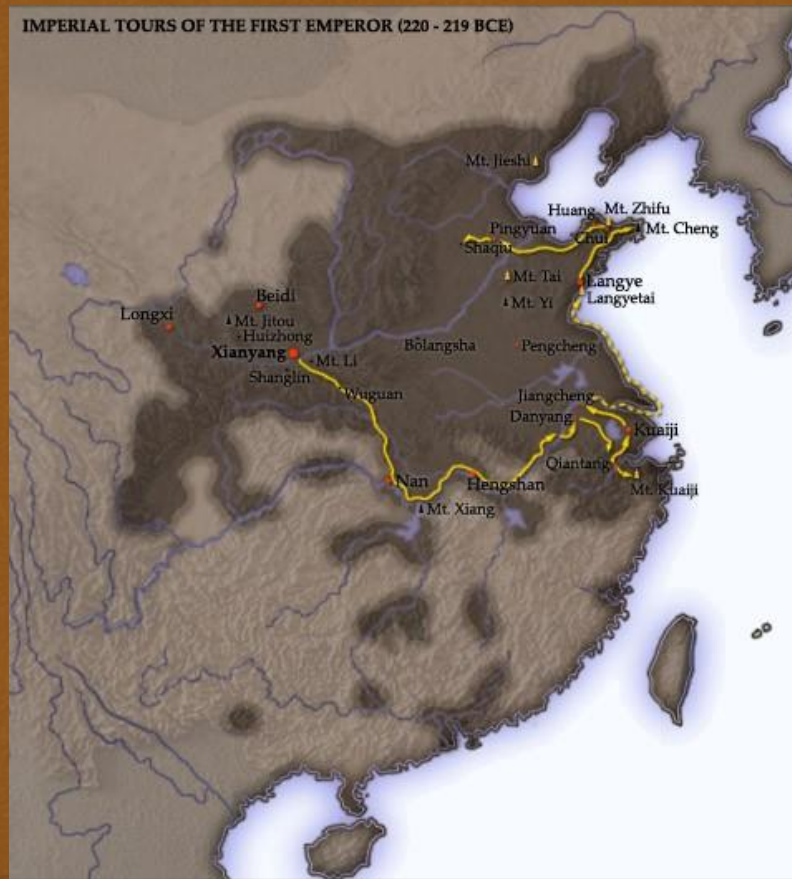 IMPERIAL TOURS OF THE FIRST EMPEROR (220 - 219 BCE)
Mt. Jieshi
Huang
Mt. Zhifu
Pingyuan
Chui
Mt. Cheng
Shaqiu
Mt. Tai
Langye
Langyetai
Mt. Yi
Beidi
Longxi
Mt. Jitou
Huizhong
Xianyang
Mt. Li
Bolangsha
Pengcheng
Shanglin
Wuguan
Jiangcheng
Danyang
Kuaiji
Qiantang
Nan
Hengshan
Mt. Kuaiji
Mt. Xiang